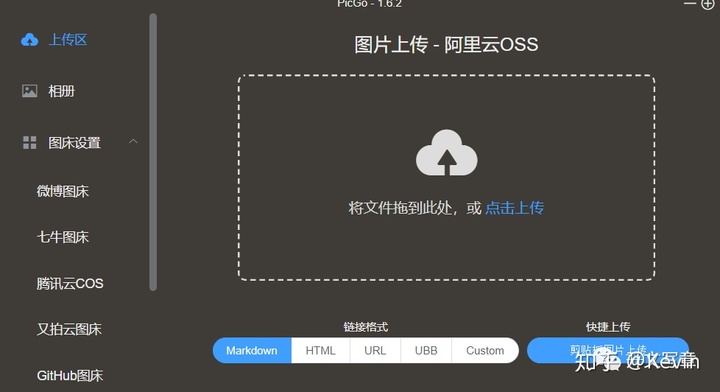 PicGo - 1.6.2
上传区
相册
图床设置
微博图床
七牛图床
腾讯云COS
又拍云图床
GitHub图床
图片上传 - 阿里云OSS
将文件拖到此处，或 点击上传
链接格式
Markdown HTML URL UBB Custom
快捷上传
剪贴板图片上传
知乎 @Kevin